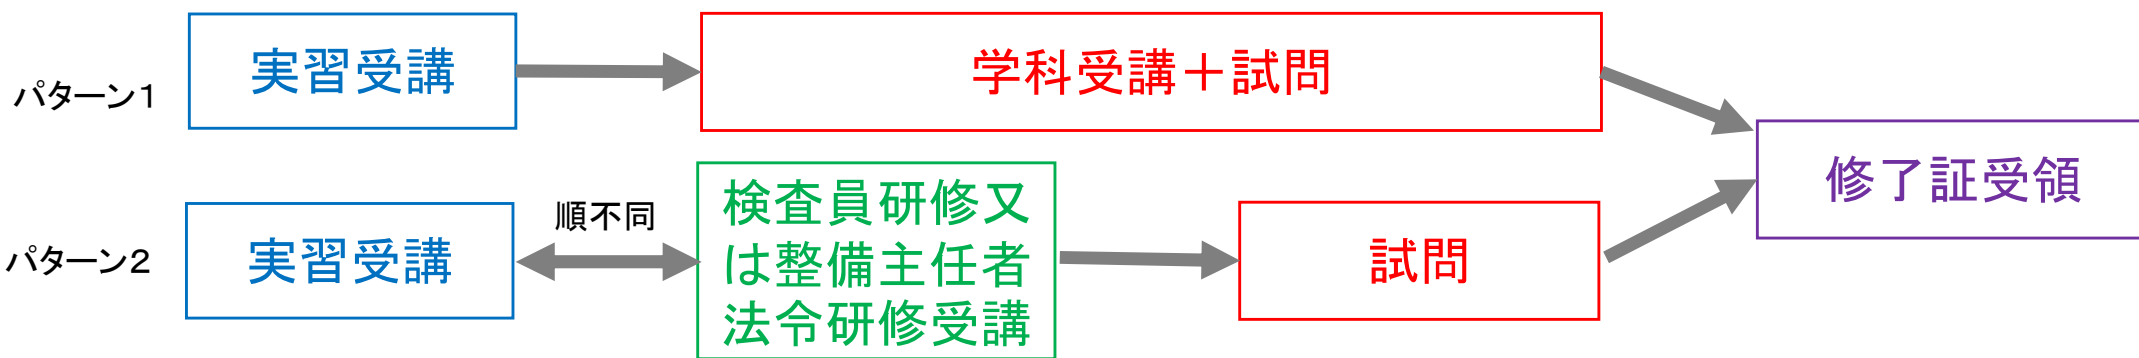 パターン1
実習受講
学科受講＋試問
修了証受領
パターン2
実習受講
順不同
検査員研修又
は整備主任者
法令研修受講
試問